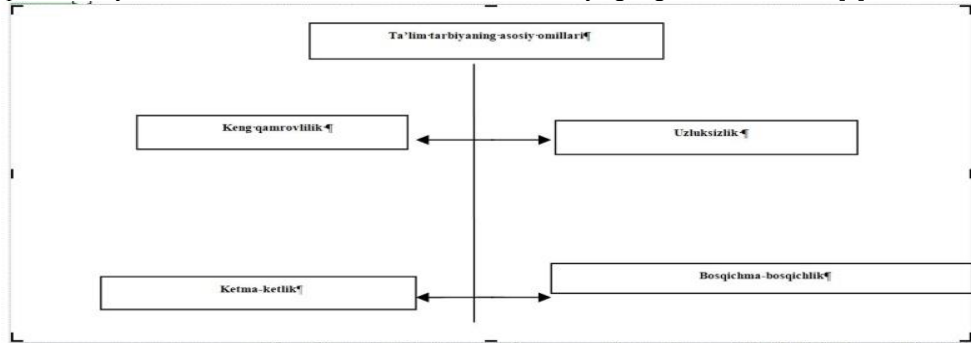 Ta'lim-tarbiyaning asosiy omillari¶
Keng qamrovlilik ¶
Uzluksizlik ¶
Ketma-ketlik¶
Bosqichma-bosqichlik¶